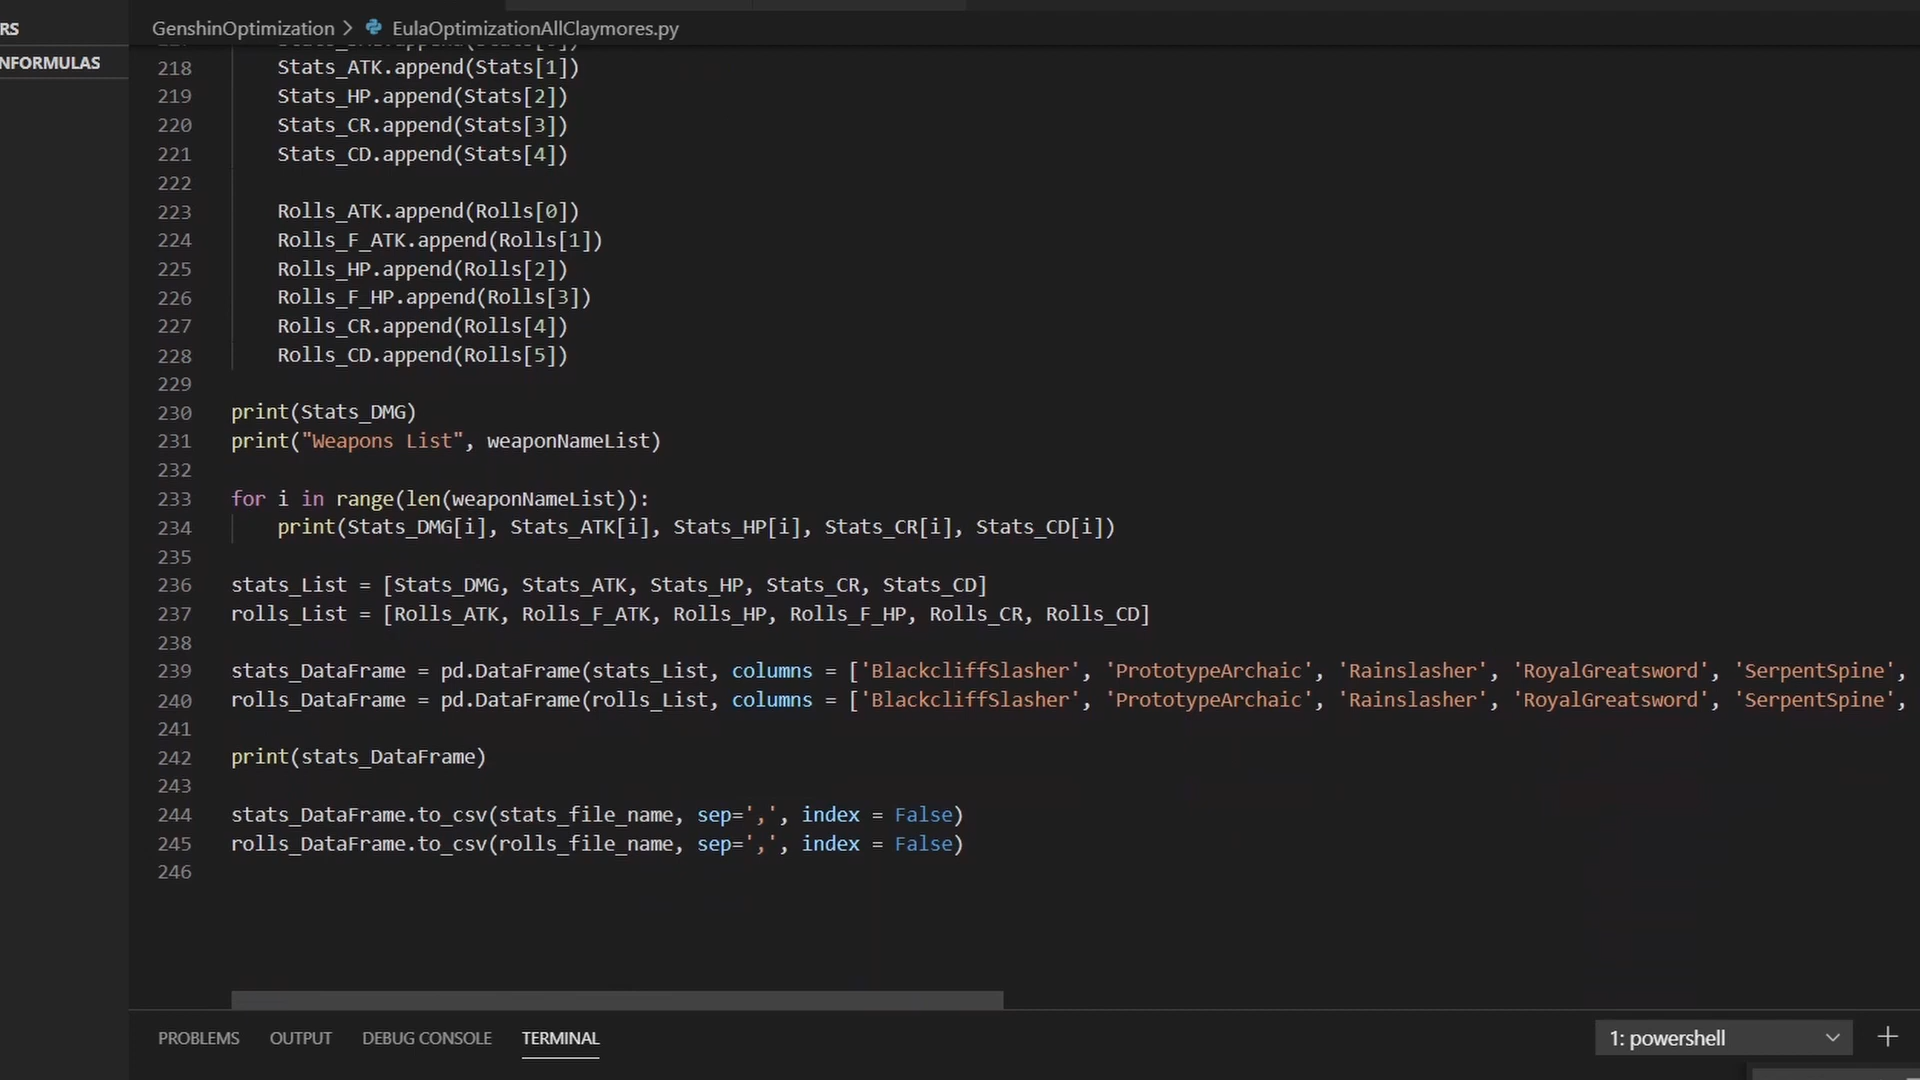 RS
NFORMULAS
GenshinOptimization > EulaOptimizationAllClaymores.py
218 Stats_ATK.append(Stats[1])
219 Stats_HP.append(Stats[2])
220 Stats_CR.append(Stats[3])
221 Stats_CD.append(Stats[4])
222
223 Rolls_ATK.append(Rolls[0])
224 Rolls_F_ATK.append(Rolls[1])
225 Rolls_HP.append(Rolls[2])
226 Rolls_F_HP.append(Rolls[3])
227 Rolls_CR.append(Rolls[4])
228 Rolls_CD.append(Rolls[5])
229
230 print(Stats_DMG)
231 print("Weapons List", weaponNameList)
232
233 for i in range(len(weaponNameList)):
234 print(Stats_DMG[i], Stats_ATK[i], Stats_HP[i], Stats_CR[i], Stats_CD[i])
235
236 stats_List = [Stats_DMG, Stats_ATK, Stats_HP, Stats_CR, Stats_CD]
237 rolls_List = [Rolls_ATK, Rolls_F_ATK, Rolls_HP, Rolls_F_HP, Rolls_CR, Rolls_CD]
238
239 stats_DataFrame = pd.DataFrame(stats_List, columns = ['BlackcliffSlasher', 'PrototypeArchaic', 'Rainslasher', 'RoyalGreatsword', 'SerpentSpine',
240 rolls_DataFrame = pd.DataFrame(rolls_List, columns = ['BlackcliffSlasher', 'PrototypeArchaic', 'Rainslasher', 'RoyalGreatsword', 'SerpentSpine',
241
242 print(stats_DataFrame)
243
244 stats_DataFrame.to_csv(stats_file_name, sep=',', index = False)
245 rolls_DataFrame.to_csv(rolls_file_name, sep=',', index = False)
246
PROBLEMS OUTPUT DEBUG CONSOLE TERMINAL 1: powershell